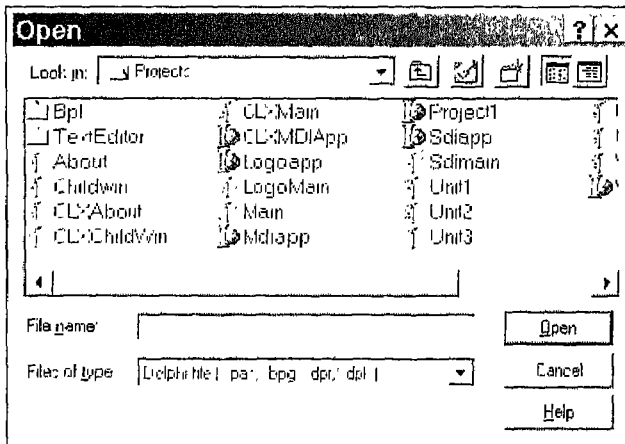 Open
Look in: Projects
Bpl
TextEditor
About
Childwin
CLXAbout
CLXChildWin
CLXMain
CLXMDIApp
Logoapp
LogoMain
Main
Mdiapp
Project1
Sdiapp
Sdimain
Unit1
Unit2
Unit3
File name:
Open
Files of type
Cancel
Help